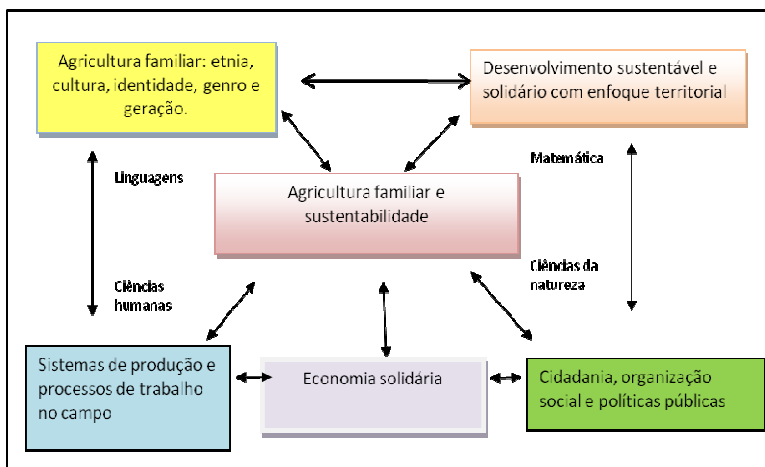 Agricultura familiar: etnia,
cultura, identidade, genro e
geração.
Desenvolvimento sustentável e
solidário com enfoque territorial
Linguagens
Matemática
Agricultura familiar e
sustentabilidade
Ciências
humanas
Ciências da
natureza
Sistemas de produção e
processos de trabalho
no campo
Economia solidária
Cidadania, organização
social e políticas públicas